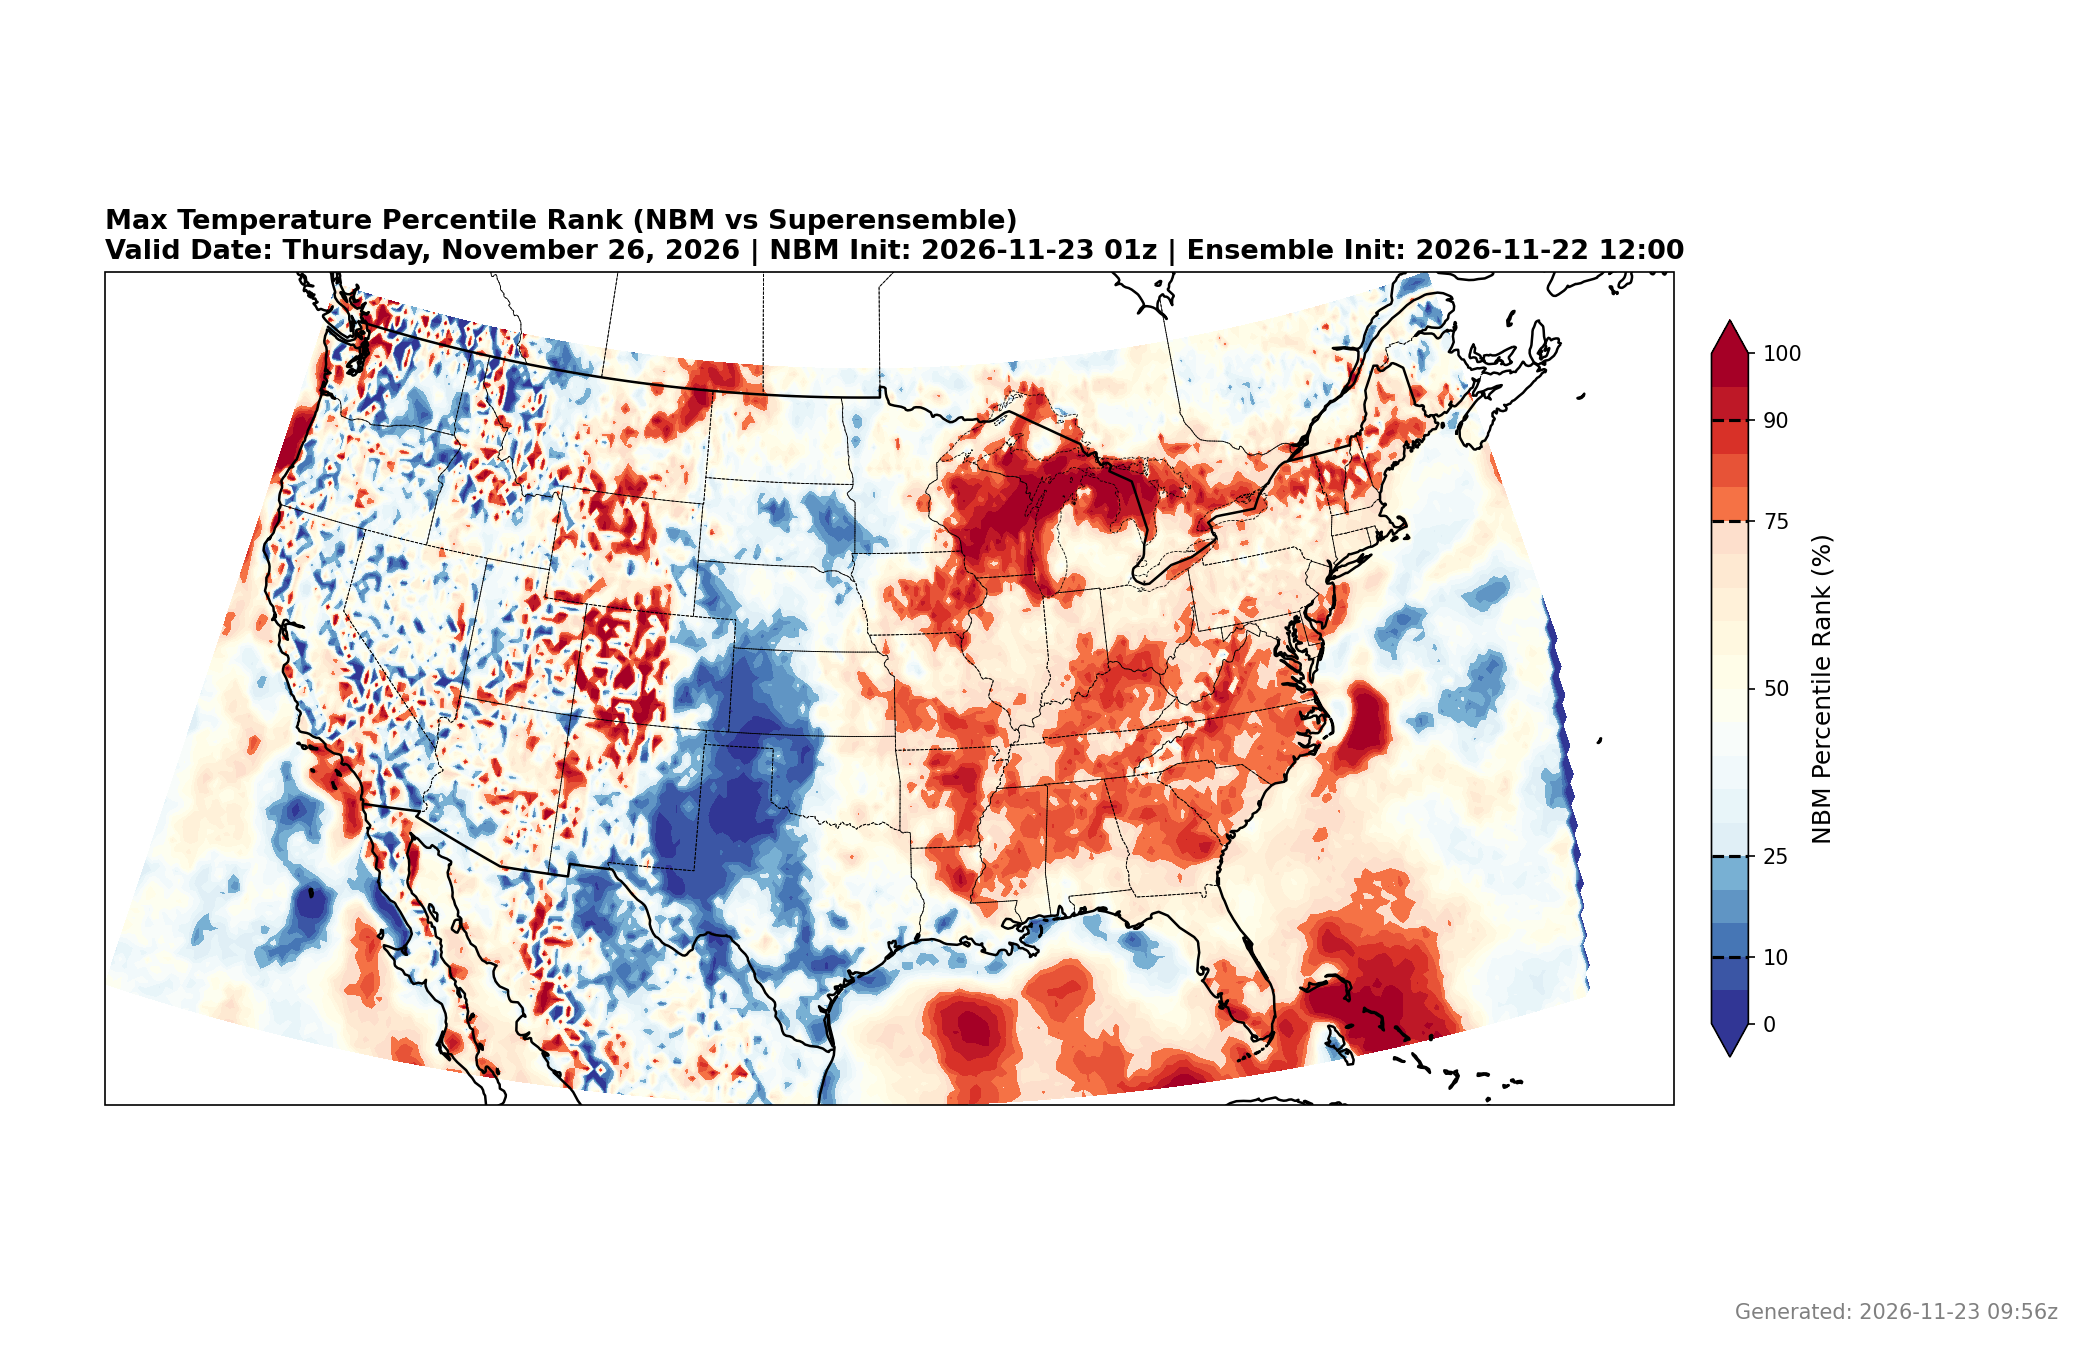 Max Temperature Percentile Rank (NBM vs Superensemble)
Valid Date: Thursday, November 26, 2026 | NBM Init: 2026-11-23 01z | Ensemble Init: 2026-11-22 12:00
100
90
75
50
25
10
0
NBM Percentile Rank (%)
Generated: 2026-11-23 09:56z